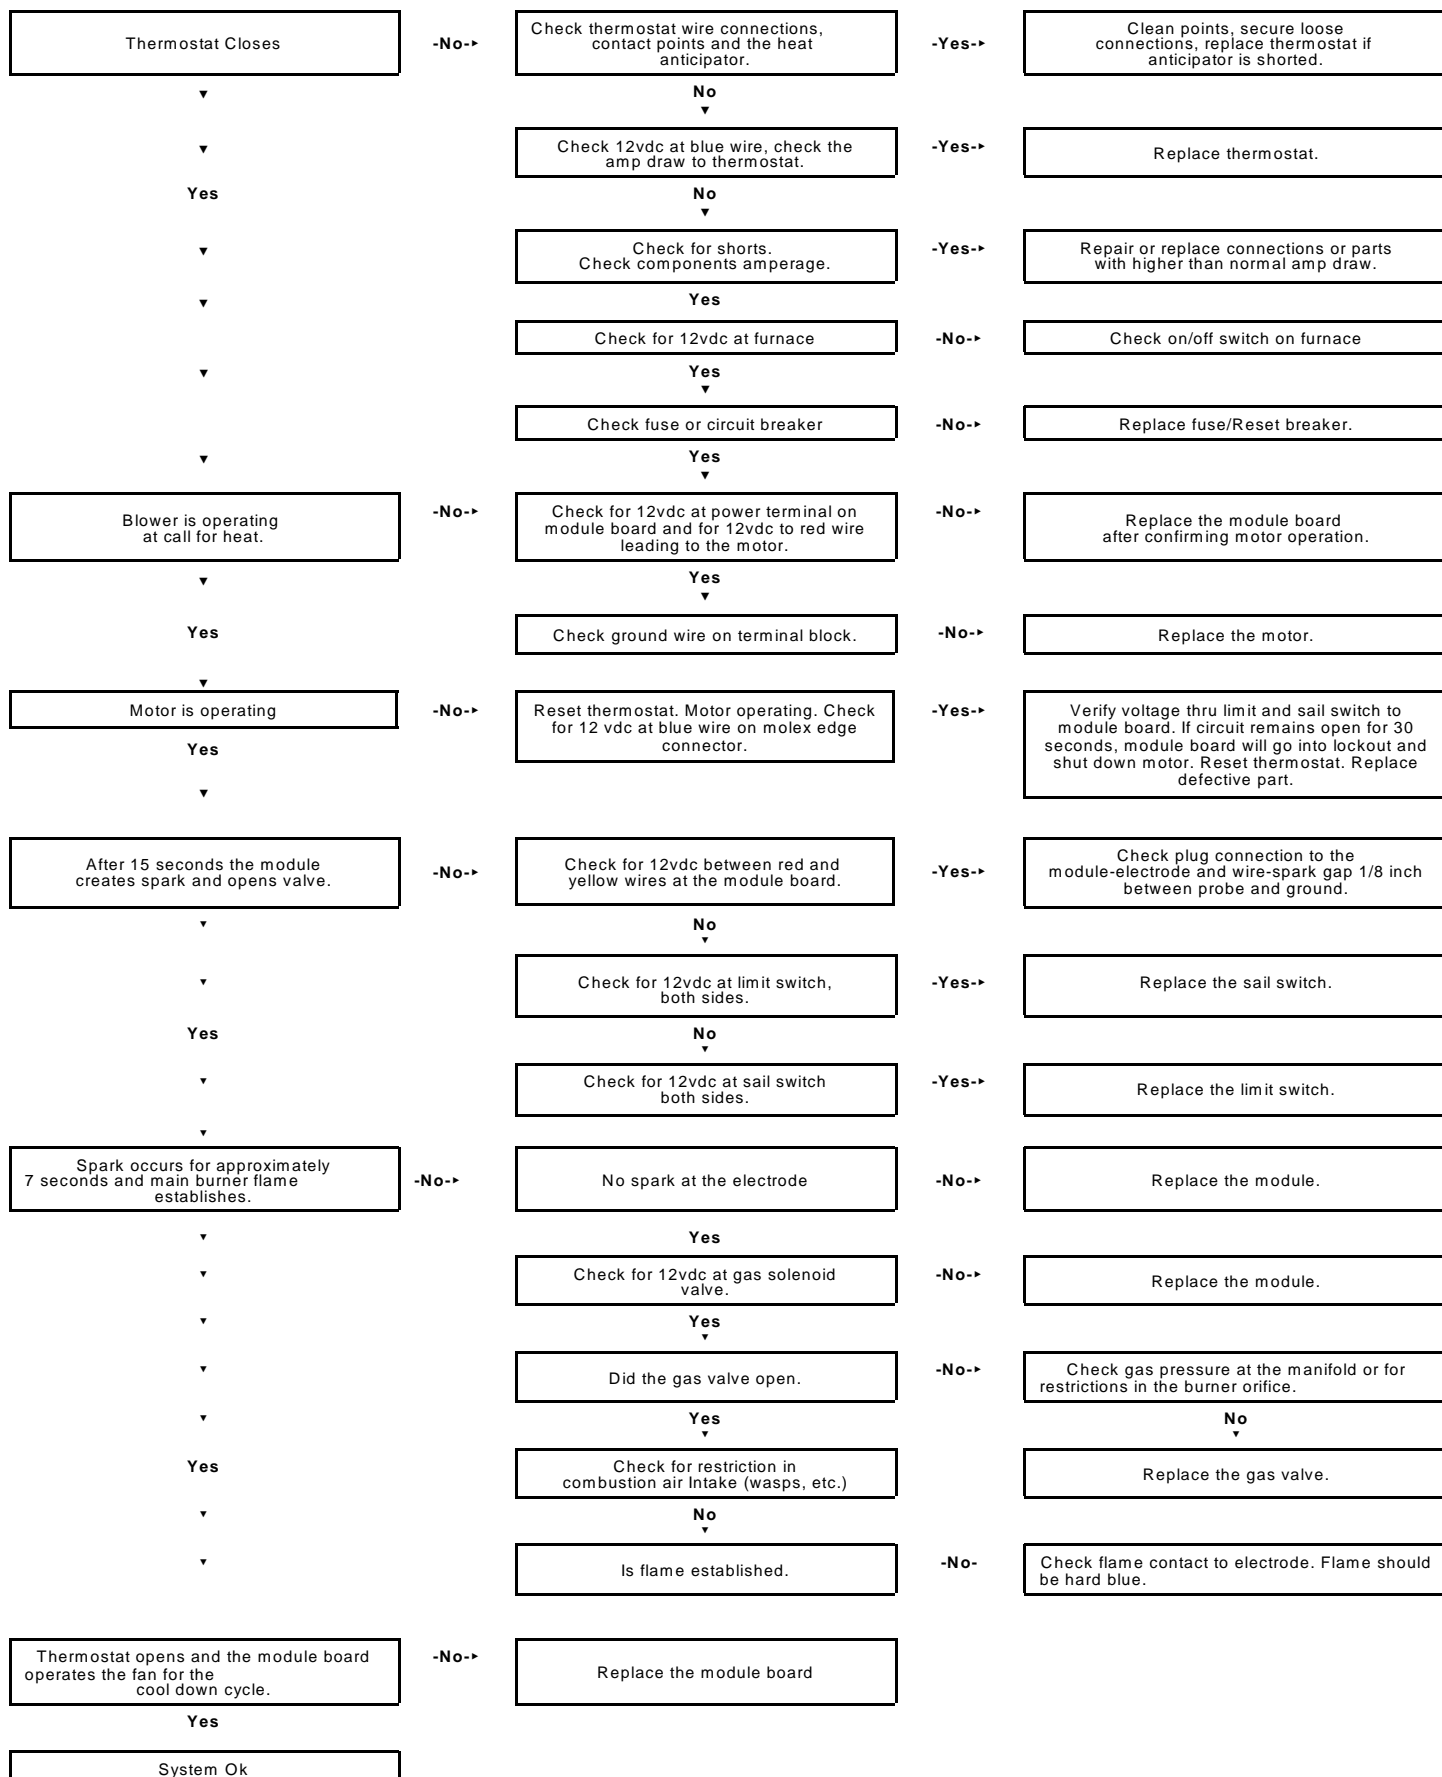 Thermostat Closes
-No-▸
Check thermostat wire connections,
contact points and the heat
anticipator.
-Yes-▸
Clean points, secure loose
connections, replace thermostat if
anticipator is shorted.
No
Check 12vdc at blue wire, check the
amp draw to thermostat.
-Yes-▸
Replace thermostat.
Yes
No
Check for shorts.
Check components amperage.
-Yes-▸
Repair or replace connections or parts
with higher than normal amp draw.
Yes
Check for 12vdc at furnace
-No-▸
Check on/off switch on furnace
Yes
Check fuse or circuit breaker
-No-▸
Replace fuse/Reset breaker.
Yes
Blower is operating
at call for heat.
-No-▸
Check for 12vdc at power terminal on
module board and for 12vdc to red wire
leading to the motor.
-No-▸
Replace the module board
after confirming motor operation.
Yes
Yes
Check ground wire on terminal block.
-No-▸
Replace the motor.
Motor is operating
-No-▸
Reset thermostat. Motor operating. Check
for 12 vdc at blue wire on molex edge
connector.
-Yes-▸
Verify voltage thru limit and sail switch to
module board. If circuit remains open for 30
seconds, module board will go into lockout and
shut down motor. Reset thermostat. Replace
defective part.
Yes
After 15 seconds the module
creates spark and opens valve.
-No-▸
Check for 12vdc between red and
yellow wires at the module board.
-Yes-▸
Check plug connection to the
module-electrode and wire-spark gap 1/8 inch
between probe and ground.
No
Check for 12vdc at limit switch,
both sides.
-Yes-▸
Replace the sail switch.
Yes
No
Check for 12vdc at sail switch
both sides.
-Yes-▸
Replace the limit switch.
Spark occurs for approximately
7 seconds and main burner flame
establishes.
-No-▸
No spark at the electrode
-No-▸
Replace the module.
Yes
Check for 12vdc at gas solenoid
valve.
-No-▸
Replace the module.
Yes
Did the gas valve open.
-No-▸
Check gas pressure at the manifold or for
restrictions in the burner orifice.
Yes
No
Yes
Check for restriction in
combustion air Intake (wasps, etc.)
Replace the gas valve.
No
Is flame established.
-No-
Check flame contact to electrode. Flame should
be hard blue.
Thermostat opens and the module board
operates the fan for the
cool down cycle.
-No-▸
Replace the module board
Yes
System Ok